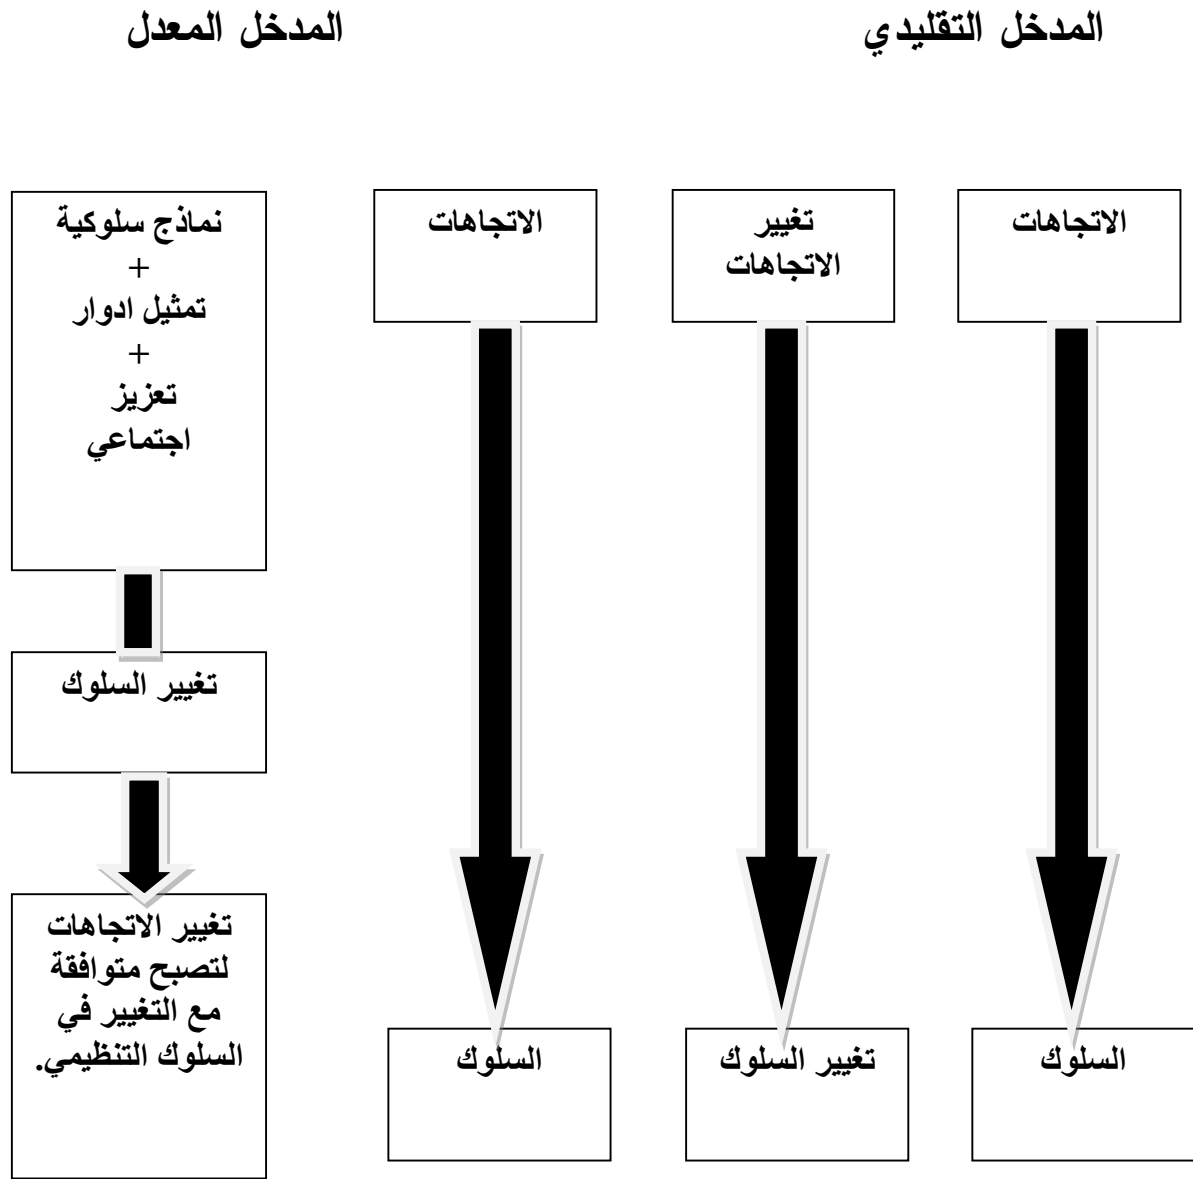 المدخل التقليدي
المدخل المعدل
الاتجاهات
تغيير
الاتجاهات
الاتجاهات
نماذج سلوكية
+
تمثيل ادوار
+
تعزيز
اجتماعي
تغيير السلوك
تغيير الاتجاهات
لتصبح متوافقة
مع التغيير في
السلوك التنظيمي.
السلوك
تغيير السلوك
السلوك